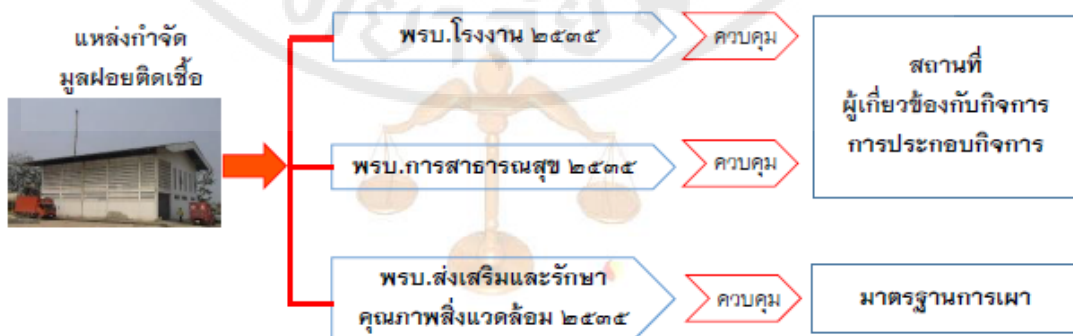 แหล่งกำจัด
มูลฝอยติดเชื้อ
พรบ.โรงงาน ๒๕๓๕
ควบคุม
สถานที่
ผู้เกี่ยวข้องกับกิจการ
การประกอบกิจการ
พรบ.การสาธารณสุข ๒๕๓๕
ควบคุม
พรบ.ส่งเสริมและรักษา
คุณภาพสิ่งแวดล้อม ๒๕๓๕
ควบคุม
มาตรฐานการเผา